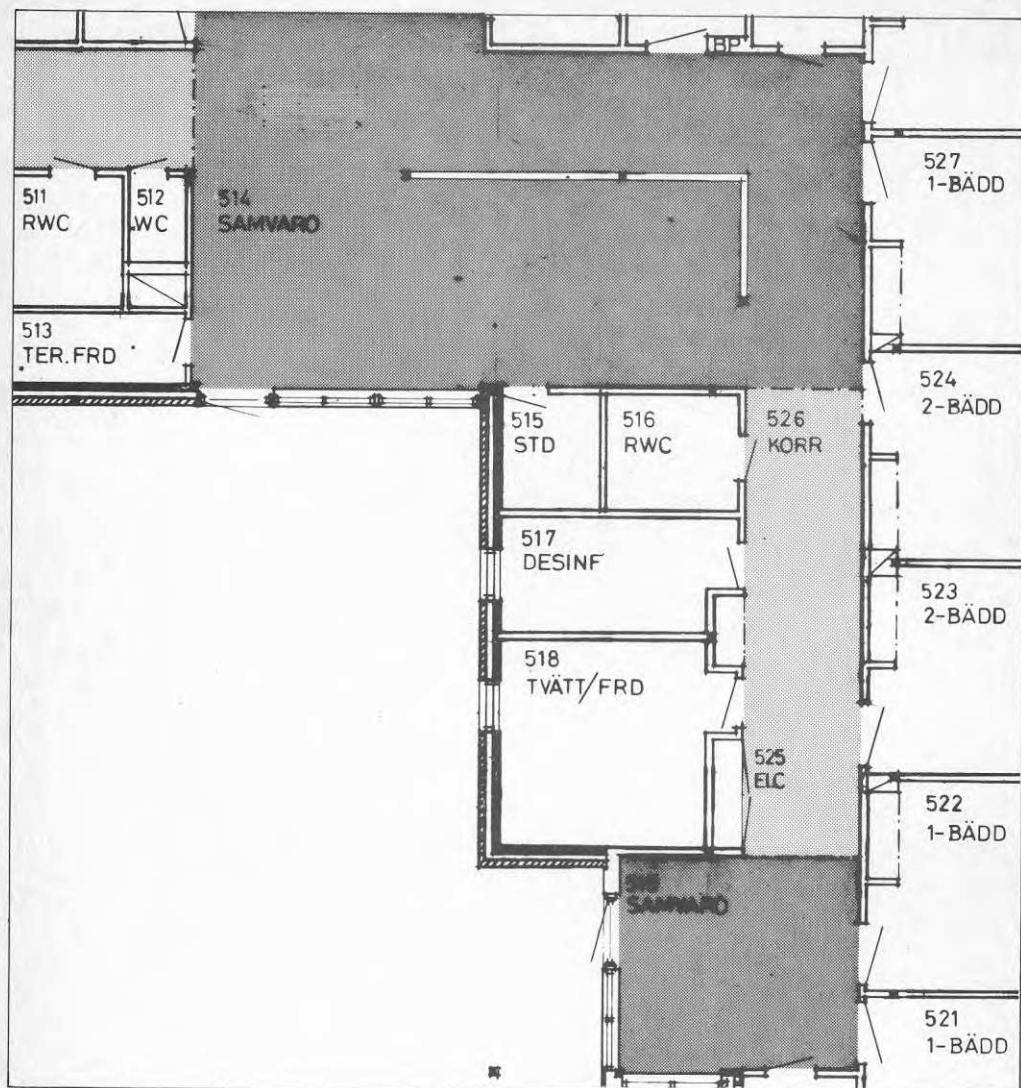 BP
527
1-BÄDD
511
RWC
512
WC
514
SAMVARO
513
TER.FRD
524
2-BÄDD
515
STD
516
RWC
526
KORR
517
DESINF
523
2-BÄDD
518
TVÄTT/FRD
525
ELC
522
1-BÄDD
SAMVARO
521
1-BÄDD